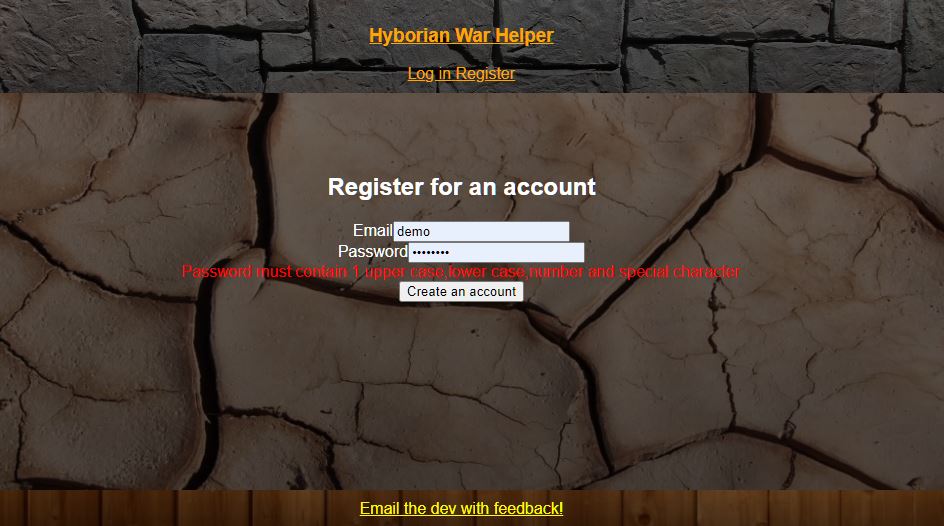 Hyborian War Helper
Log in Register
Register for an account
Email demo
Password ••••••••
Password must contain 1 upper case,lower case,number and special character
Create an account
Email the dev with feedback!